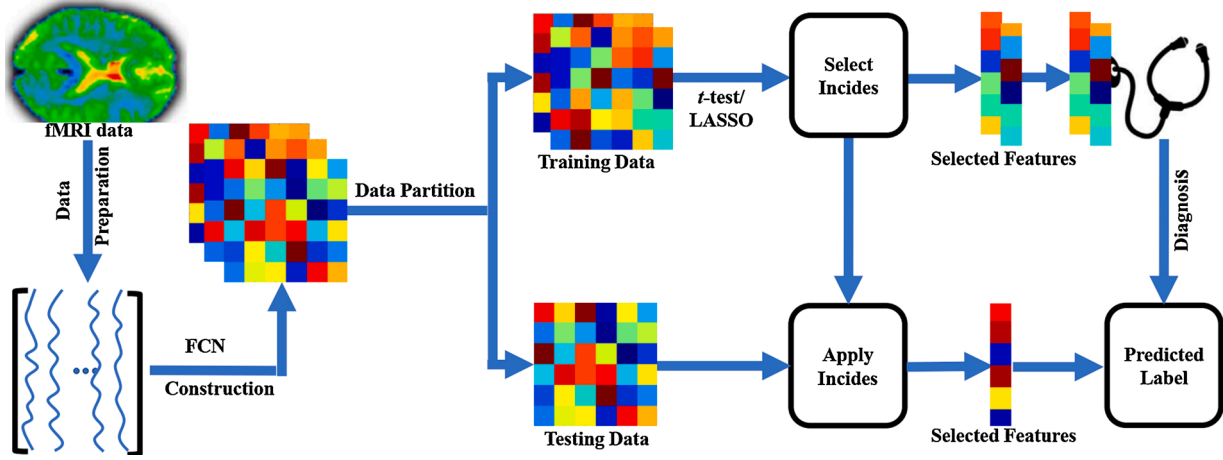 fMRI data
Data
Preparation
FCN
Construction
Data Partition
Training Data
t-test/
LASSO
Select
Incides
Selected Features
Diagnosis
Testing Data
Apply
Incides
Selected Features
Predicted
Label